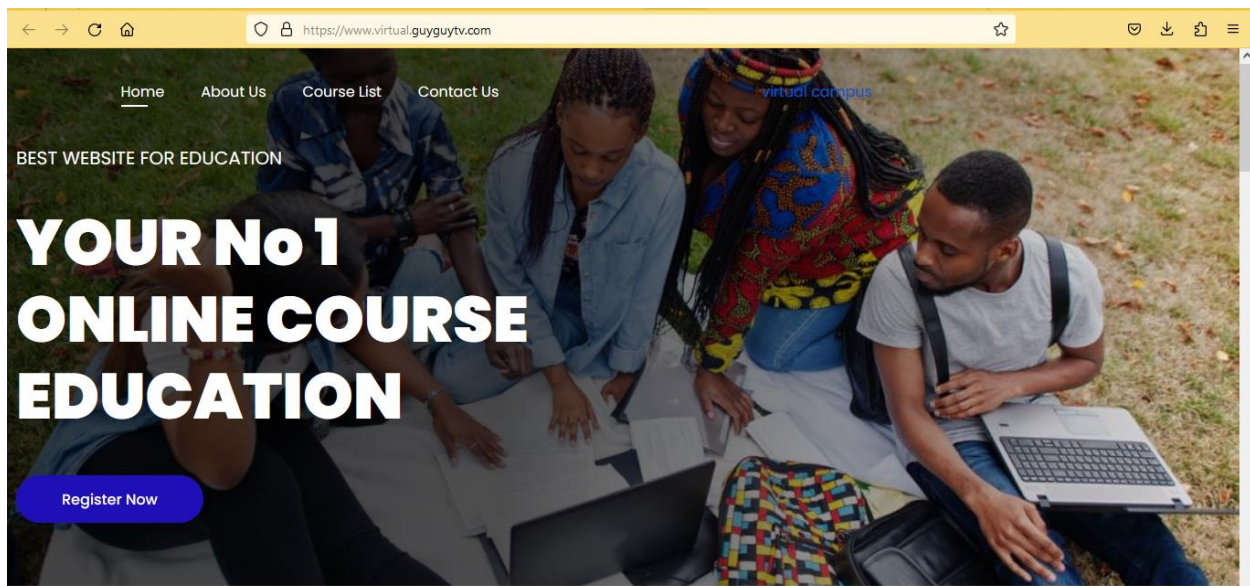 https://www.virtual.guyguytv.com
Home About Us Course List Contact Us virtual campus
BEST WEBSITE FOR EDUCATION
YOUR No 1
ONLINE COURSE
EDUCATION
Register Now